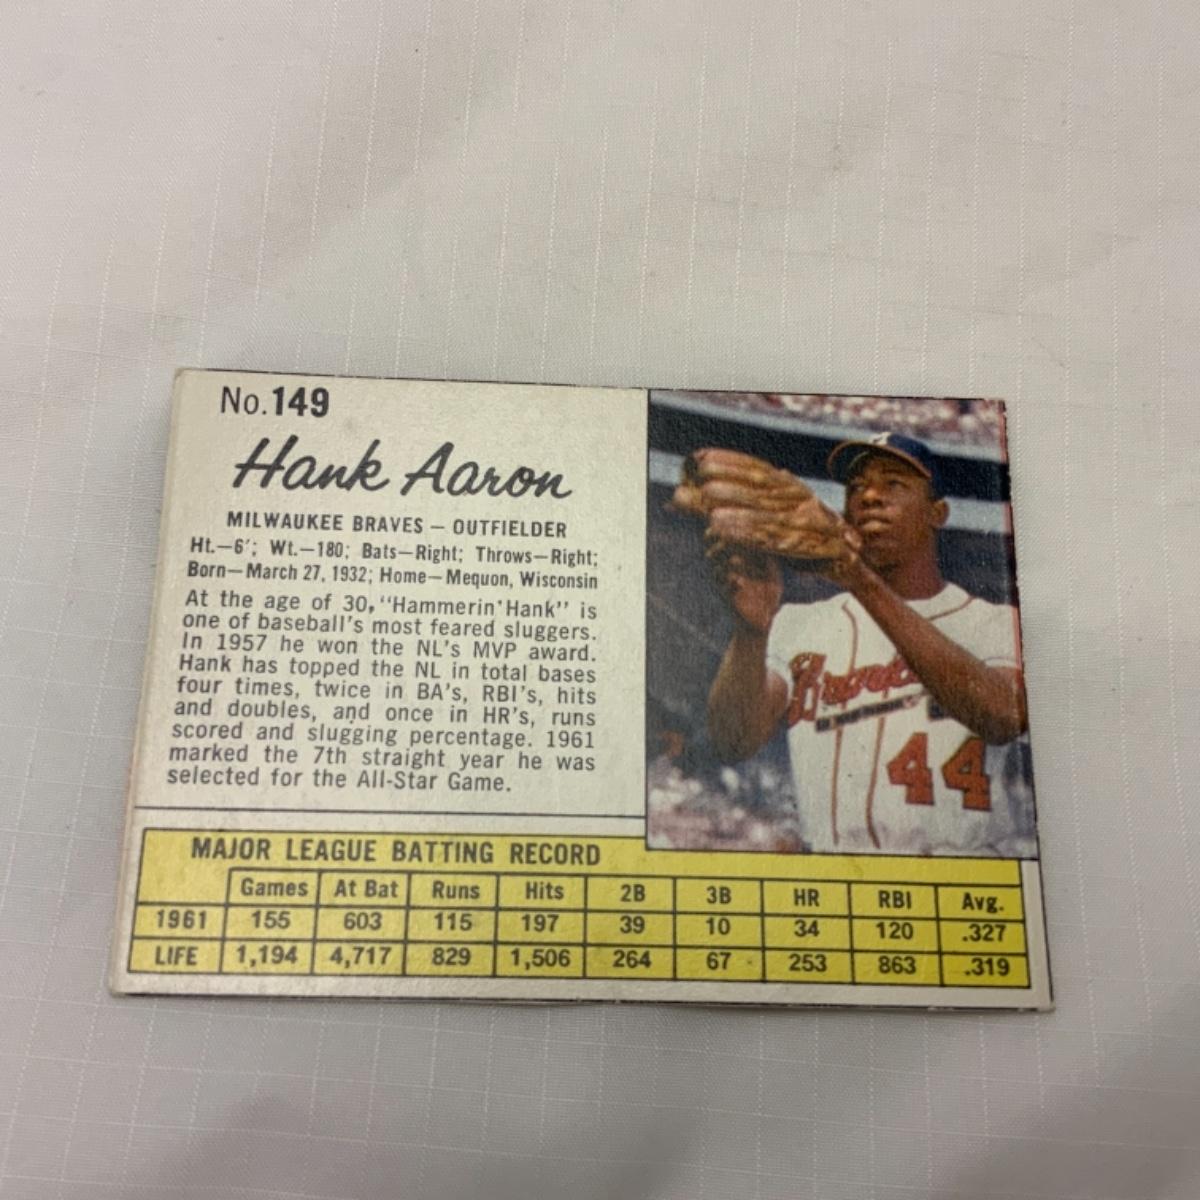 No.149
Hank Aaron
MILWAUKEE BRAVES — OUTFIELDER
Ht.—6'; Wt.—180; Bats—Right; Throws—Right;
Born—March 27, 1932; Home—Mequon, Wisconsin
At the age of 30, "Hammerin' Hank" is
one of baseball's most feared sluggers.
In 1957 he won the NL's MVP award.
Hank has topped the NL in total bases
four times, twice in BA's, RBI's, hits
and doubles, and once in HR's, runs
scored and slugging percentage. 1961
marked the 7th straight year he was
selected for the All-Star Game.
Braves
44
MAJOR LEAGUE BATTING RECORD
Games At Bat Runs Hits 2B 3B HR RBI Avg.
1961 155 603 115 197 39 10 34 120 .327
LIFE 1,194 4,717 829 1,506 264 67 253 863 .319